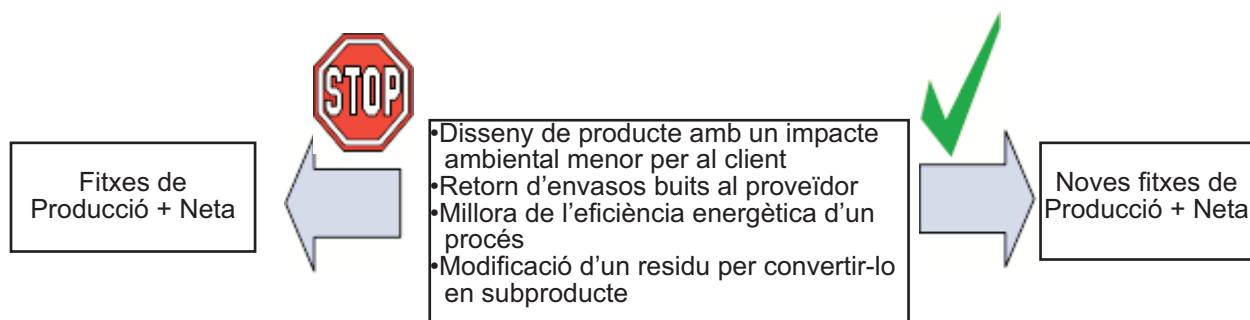 STOP
Fitxes de
Producció + Neta
•Disseny de producte amb un impacte
ambiental menor per al client
•Retorn d’envasos buits al proveïdor
•Millora de l’eficiència energètica d’un
procés
•Modificació d’un residu per convertir-lo
en subproducte
Noves fitxes de
Producció + Neta